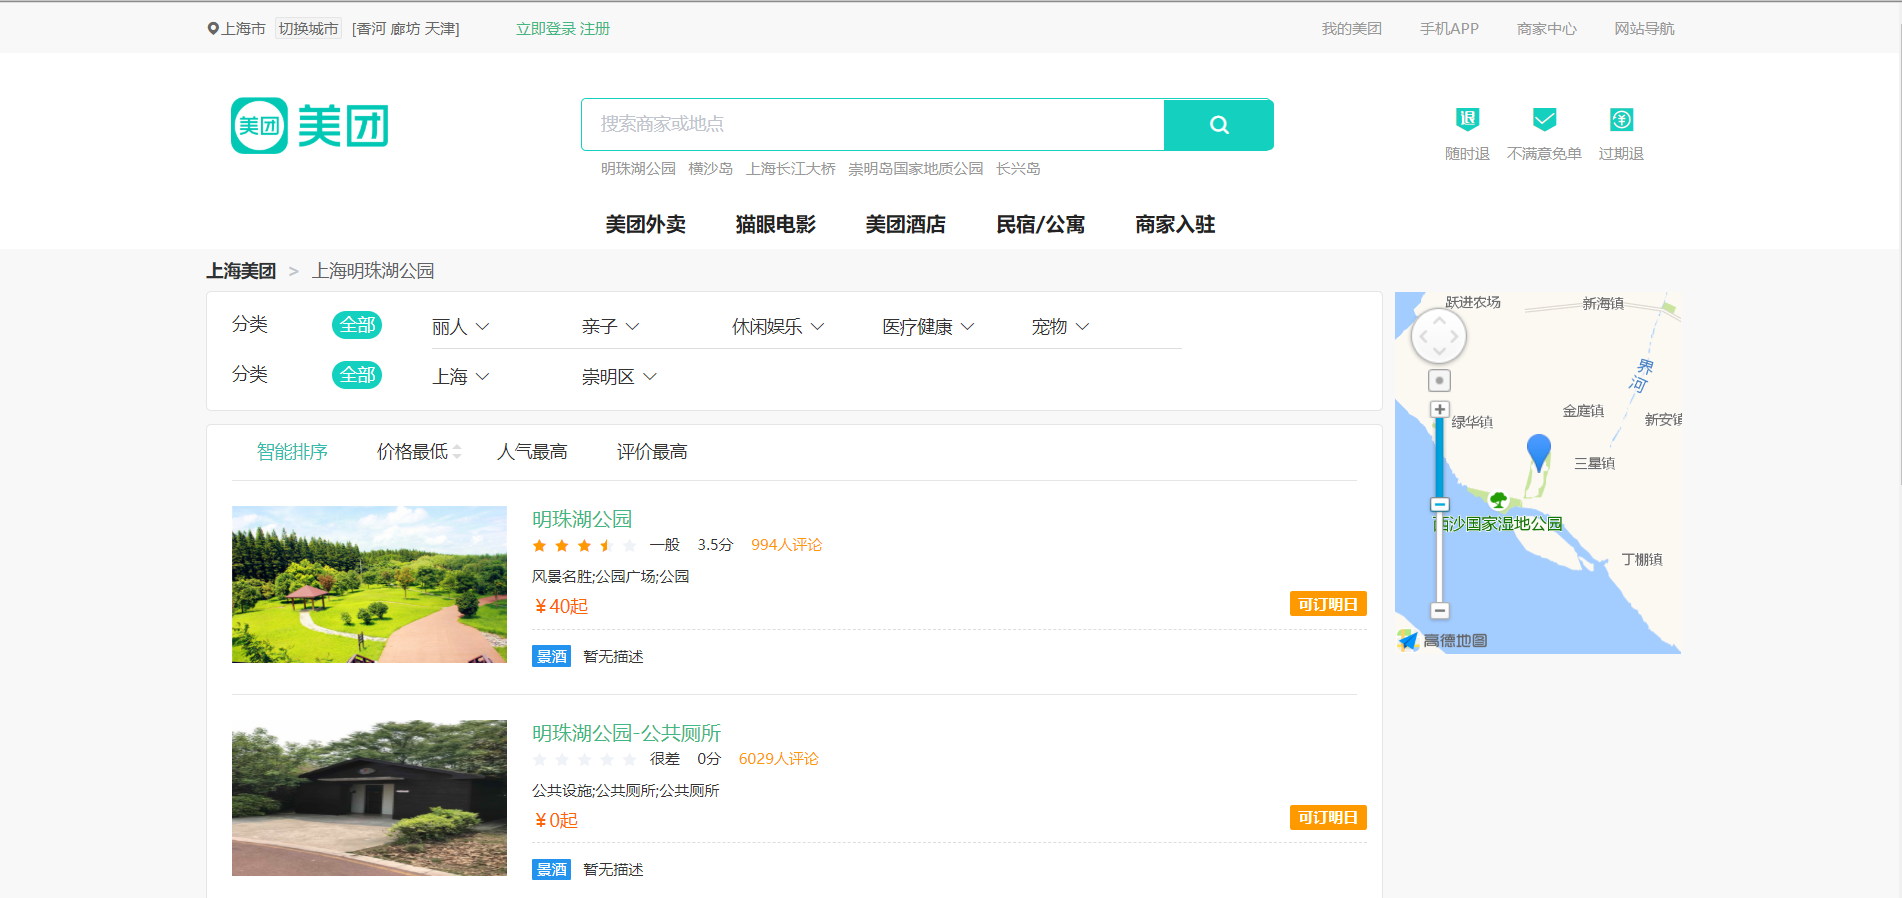 上海市 切换城市 [香河 廊坊 天津] 立即登录 注册 我的美团 手机APP 商家中心 网站导航
美团 美团
搜索商家或地点
退
随时退 不满意免单 过期退
明珠湖公园 横沙岛 上海长江大桥 崇明岛国家地质公园 长兴岛
美团外卖 猫眼电影 美团酒店 民宿/公寓 商家入驻
上海美团 > 上海明珠湖公园
分类 全部 丽人 亲子 休闲娱乐 医疗健康 宠物
分类 全部 上海 崇明区
智能排序 价格最低 人气最高 评价最高
明珠湖公园
一般 3.5分 994人评论
风景名胜;公园广场;公园
¥40起 可订明日
景酒 暂无描述
明珠湖公园-公共厕所
很差 0分 6029人评论
公共设施;公共厕所;公共厕所
¥0起 可订明日
景酒 暂无描述
跃进农场 新海镇
界河
金庭镇
绿华镇 新安镇
三星镇
西沙国家湿地公园
丁棚镇
高德地图